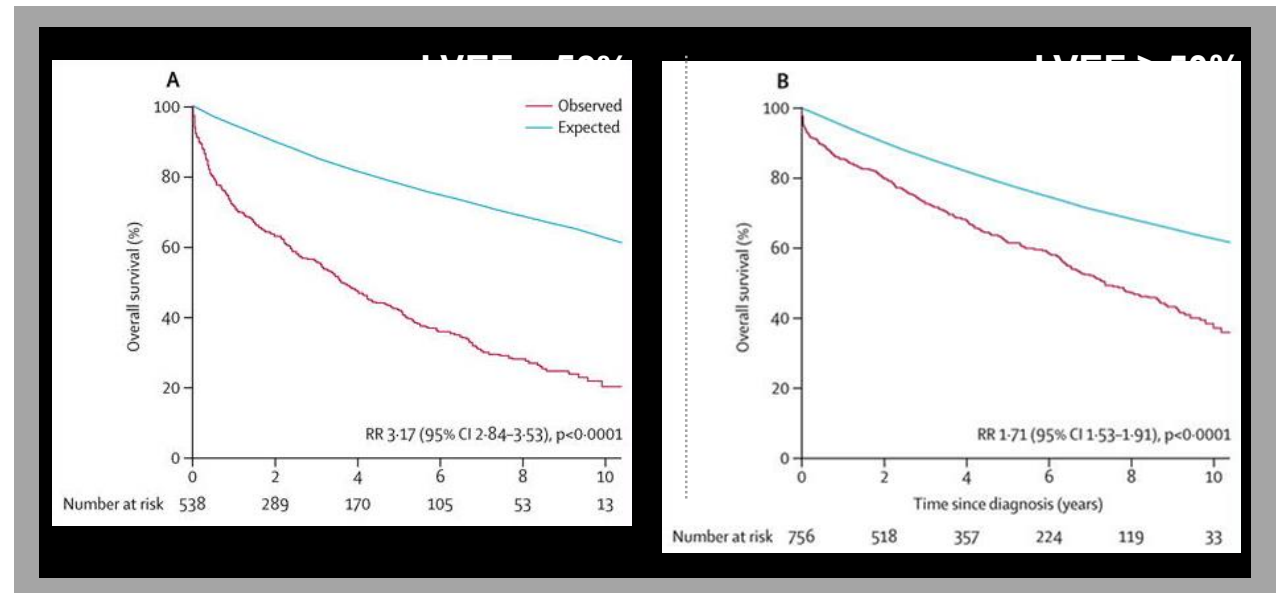 A
100
80
60
40
20
0
Overall survival (%)
Observed
Expected
RR 3·17 (95% CI 2·84–3·53), p<0·0001
0 2 4 6 8 10
Number at risk 538 289 170 105 53 13
B
100
80
60
40
20
0
Overall survival (%)
RR 1·71 (95% CI 1·53–1·91), p<0·0001
0 2 4 6 8 10
Time since diagnosis (years)
Number at risk 756 518 357 224 119 33